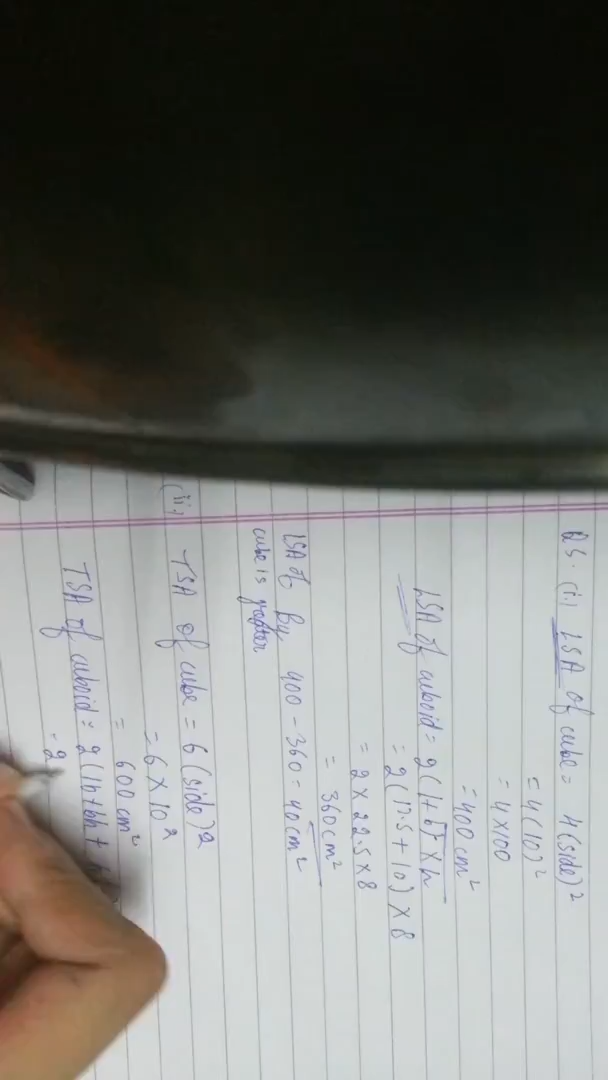 Q5. (i) LSA of cube = 4(side)²
= 4(10)²
= 4×100
= 400 cm²
LSA of cuboid = 2(l+b) × h
= 2(12.5+10) × 8
= 2 × 22.5 × 8
= 360 cm²
LSA of By 400 - 360 = 40 cm²
cube is greater
(ii) TSA of cube = 6(side)2
= 6×10²
= 600 cm²
TSA of cuboid = 2(lh+bh+
= 2